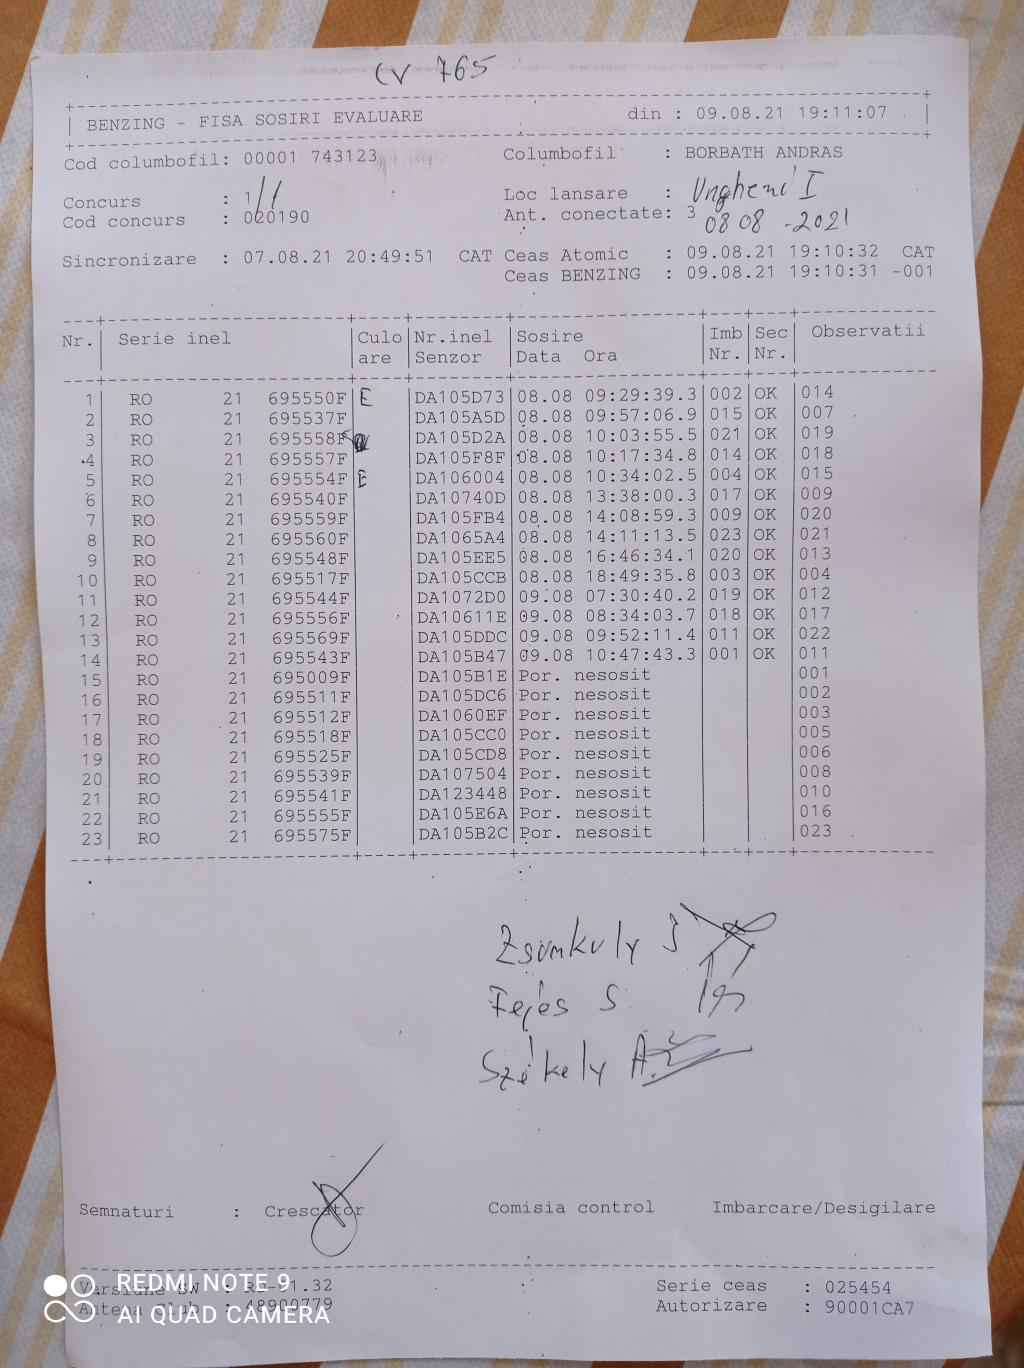 CV 765
BENZING - FISA SOSIRI EVALUARE din : 09.08.21 19:11:07
Cod columbofil: 00001 743123 Columbofil : BORBATH ANDRAS
Concurs : 1 Loc lansare : Ungheni I
Cod concurs : 020190 Ant. conectate: 3 08 08 -2021
Sincronizare : 07.08.21 20:49:51 CAT Ceas Atomic : 09.08.21 19:10:32 CAT
Ceas BENZING : 09.08.21 19:10:31 -001
Nr. Serie inel Culo Nr.inel Sosire Imb Sec Observatii
are Senzor Data Ora Nr. Nr.
1 RO 21 695550F E DA105D73 08.08 09:29:39.3 002 OK 014
2 RO 21 695537F DA105A5D 08.08 09:57:06.9 015 OK 007
3 RO 21 695558F DA105D2A 08.08 10:03:55.5 021 OK 019
4 RO 21 695557F DA105F8F 08.08 10:17:34.8 014 OK 018
5 RO 21 695554F E DA106004 08.08 10:34:02.5 004 OK 015
6 RO 21 695540F DA10740D 08.08 13:38:00.3 017 OK 009
7 RO 21 695559F DA105FB4 08.08 14:08:59.3 009 OK 020
8 RO 21 695560F DA1065A4 08.08 14:11:13.5 023 OK 021
9 RO 21 695548F DA105EE5 08.08 16:46:34.1 020 OK 013
10 RO 21 695517F DA105CCB 08.08 18:49:35.8 003 OK 004
11 RO 21 695544F DA1072D0 09.08 07:30:40.2 019 OK 012
12 RO 21 695556F DA10611E 09.08 08:34:03.7 018 OK 017
13 RO 21 695569F DA105DDC 09.08 09:52:11.4 011 OK 022
14 RO 21 695543F DA105B47 09.08 10:47:43.3 001 OK 011
15 RO 21 695009F DA105B1E Por. nesosit 001
16 RO 21 695511F DA105DC6 Por. nesosit 002
17 RO 21 695512F DA1060EF Por. nesosit 003
18 RO 21 695518F DA105CC0 Por. nesosit 005
19 RO 21 695525F DA105CD8 Por. nesosit 006
20 RO 21 695539F DA107504 Por. nesosit 008
21 RO 21 695541F DA123448 Por. nesosit 010
22 RO 21 695555F DA105E6A Por. nesosit 016
23 RO 21 695575F DA105B2C Por. nesosit 023
Zsunkuly J
Fejes S.
Székely A.
Semnaturi : Crescator Comisia control Imbarcare/Desigilare
Versiune SW : 01.32 Serie ceas : 025454
Antena Club : 48900779 Autorizare : 90001CA7
REDMI NOTE 9
AI QUAD CAMERA